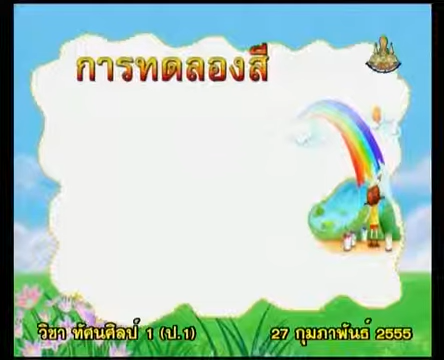 การทดลองสี
วิชา ทัศนศิลป์ 1 (ป.1)
27 กุมภาพันธ์ 2555